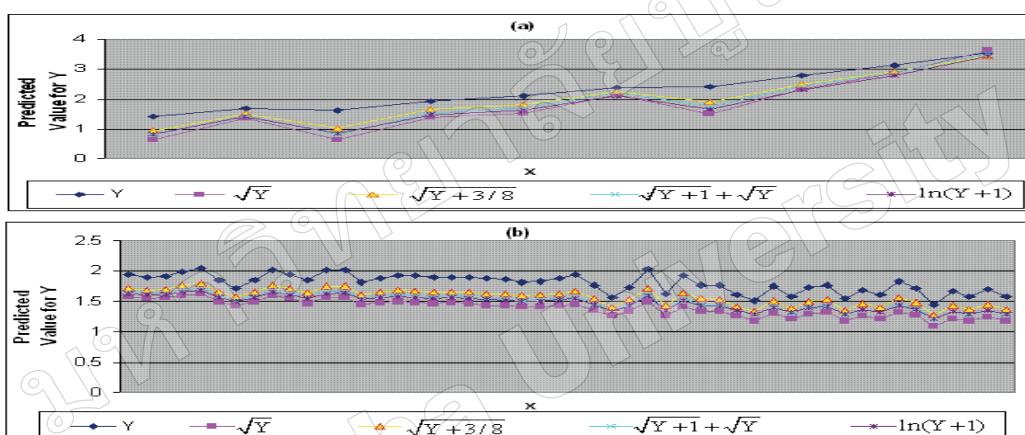 (a)
Predicted
Value for Y
4
3
2
1
0
x
Y √Y √Y+3/8 √Y+1+√Y ln(Y+1)
(b)
Predicted
Value for Y
2.5
2
1.5
1
0.5
0
x
Y √Y √Y+3/8 √Y+1+√Y ln(Y+1)
University